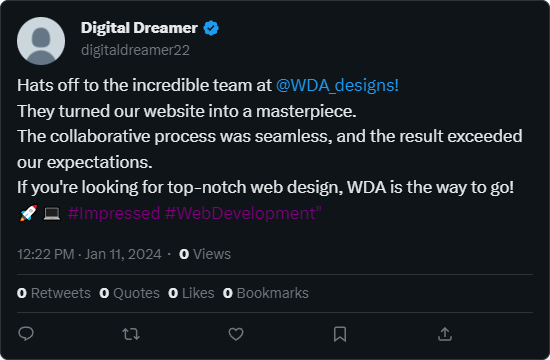 Digital Dreamer
digitaldreamer22
Hats off to the incredible team at @WDA_designs!
They turned our website into a masterpiece.
The collaborative process was seamless, and the result exceeded
our expectations.
If you're looking for top-notch web design, WDA is the way to go!
🚀 💻 #Impressed #WebDevelopment"
12:22 PM · Jan 11, 2024 · 0 Views
0 Retweets 0 Quotes 0 Likes 0 Bookmarks